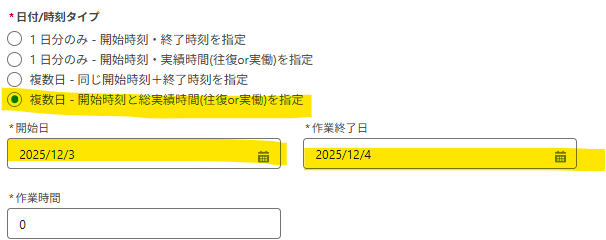 *日付/時刻タイプ
1日分のみ - 開始時刻・終了時刻を指定
1日分のみ - 開始時刻・実績時間(往復or実働)を指定
複数日 - 同じ開始時刻＋終了時刻を指定
複数日 - 開始時刻と総実績時間(往復or実働)を指定
*開始日 *作業終了日
2025/12/3 2025/12/4
*作業時間
0